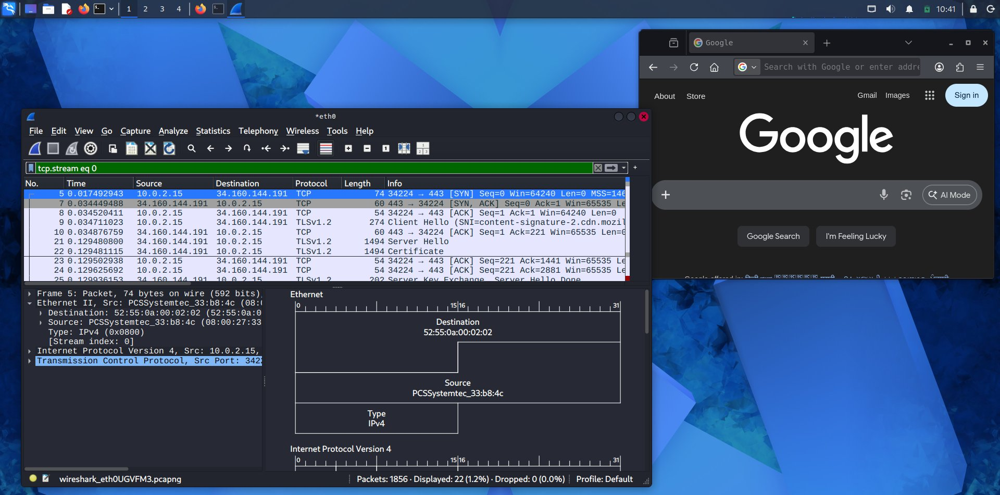 1 2 3 4
10:41
Google
Search with Google or enter addre
About Store
Gmail Images
Sign in
Google
AI Mode
Google Search I'm Feeling Lucky
Google offered in:
*eth0
File Edit View Go Capture Analyze Statistics Telephony Wireless Tools Help
tcp.stream eq 0
No. Time Source Destination Protocol Length Info
5 0.017492943 10.0.2.15 34.160.144.191 TCP 74 34224 → 443 [SYN] Seq=0 Win=64240 Len=0 MSS=146
7 0.034449488 34.160.144.191 10.0.2.15 TCP 60 443 → 34224 [SYN, ACK] Seq=0 Ack=1 Win=65535 Le
8 0.034520411 10.0.2.15 34.160.144.191 TCP 54 34224 → 443 [ACK] Seq=1 Ack=1 Win=64240 Len=0
9 0.034711023 10.0.2.15 34.160.144.191 TLSv1.2 274 Client Hello (SNI=content-signature-2.cdn.mozil
10 0.034876759 34.160.144.191 10.0.2.15 TCP 60 443 → 34224 [ACK] Seq=1 Ack=221 Win=65535 Len=0
21 0.129480800 34.160.144.191 10.0.2.15 TLSv1.2 1494 Server Hello
22 0.129481115 34.160.144.191 10.0.2.15 TLSv1.2 1494 Certificate
23 0.129502938 10.0.2.15 34.160.144.191 TCP 54 34224 → 443 [ACK] Seq=221 Ack=1441 Win=65535 Le
24 0.129625692 10.0.2.15 34.160.144.191 TCP 54 34224 → 443 [ACK] Seq=221 Ack=2881 Win=65535 Le
25 0.129936153 34.160.144.191 10.0.2.15 TLSv1.2 202 Server Key Exchange, Server Hello Done
Frame 5: Packet, 74 bytes on wire (592 bits),
Ethernet II, Src: PCSSystemtec_33:b8:4c (08:0
Destination: 52:55:0a:00:02:02 (52:55:0a:0
Source: PCSSystemtec_33:b8:4c (08:00:27:33
Type: IPv4 (0x0800)
[Stream index: 0]
Internet Protocol Version 4, Src: 10.0.2.15,
Transmission Control Protocol, Src Port: 3422
Ethernet
0 15 16 31
Destination
52:55:0a:00:02:02
Source
PCSSystemtec_33:b8:4c
Type
IPv4
Internet Protocol Version 4
0 15 16 31
wireshark_eth0UGVFM3.pcapng
Packets: 1856 · Displayed: 22 (1.2%) · Dropped: 0 (0.0%)
Profile: Default